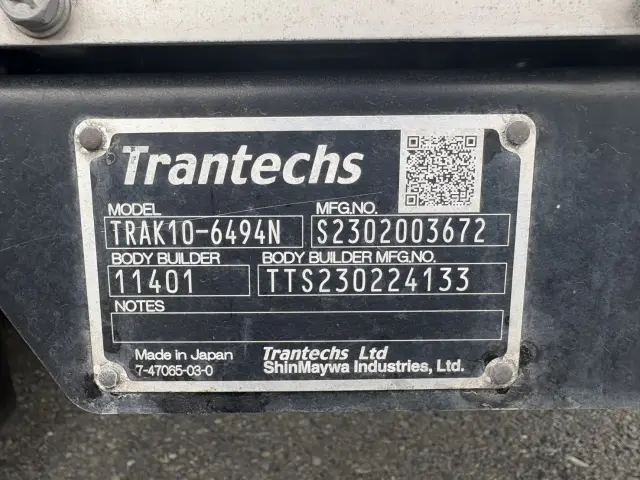 Trantechs
MODEL MFG.NO.
TRAK10-6494N S2302003672
BODY BUILDER BODY BUILDER MFG.NO.
11401 TTS230224133
NOTES
Made in Japan Trantechs Ltd
7-47065-03-0 ShinMaywa Industries, Ltd.